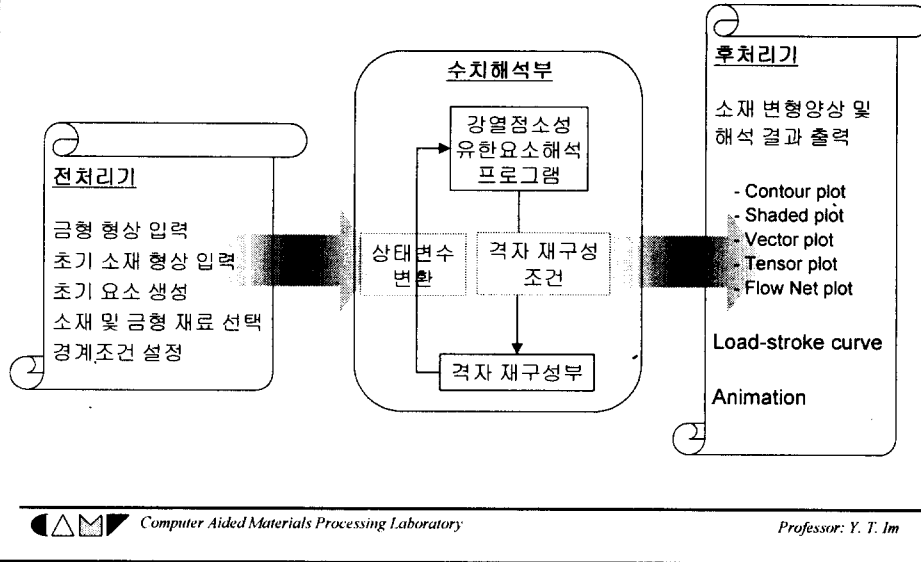 전처리기
금형 형상 입력
초기 소재 형상 입력
초기 요소 생성
소재 및 금형 재료 선택
경계조건 설정
수치해석부
강열점소성
유한요소해석
프로그램
상태변수
변환
격자 재구성
조건
격자 재구성부
후처리기
소재 변형양상 및
해석 결과 출력
- Contour plot
- Shaded plot
- Vector plot
- Tensor plot
- Flow Net plot
Load-stroke curve
Animation
CAMP Computer Aided Materials Processing Laboratory
Professor: Y. T. Im